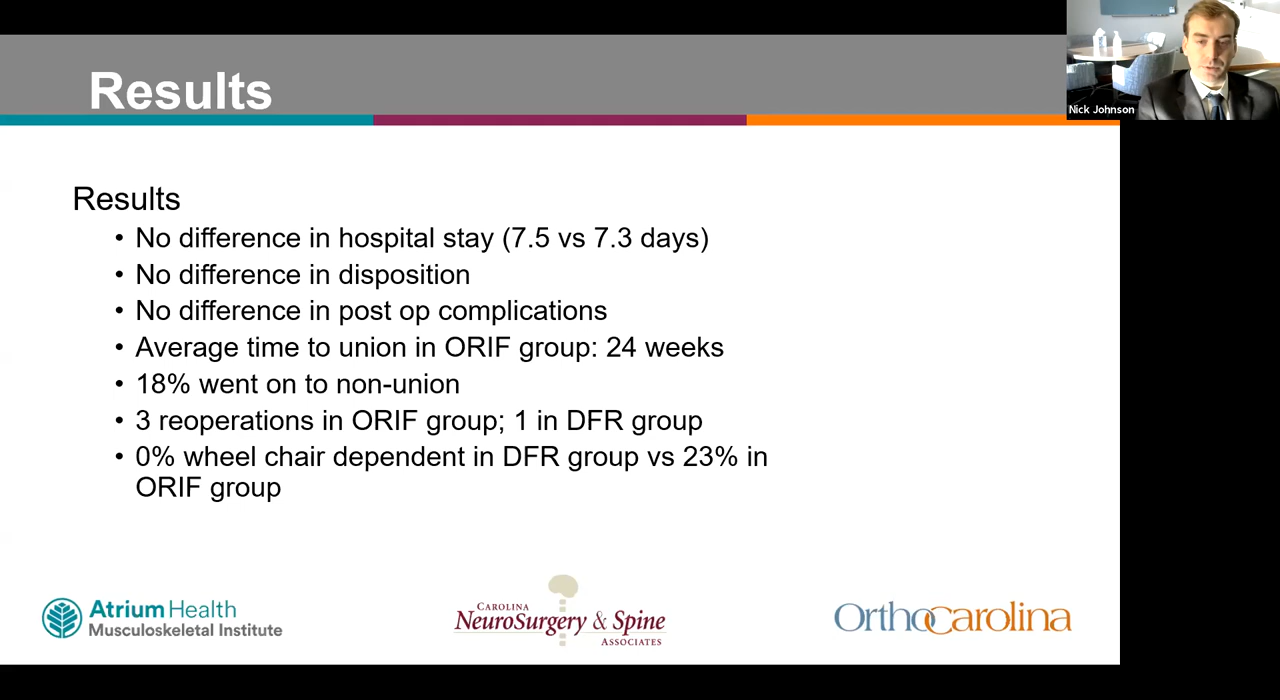 Results
Nick Johnson
Results
• No difference in hospital stay (7.5 vs 7.3 days)
• No difference in disposition
• No difference in post op complications
• Average time to union in ORIF group: 24 weeks
• 18% went on to non-union
• 3 reoperations in ORIF group; 1 in DFR group
• 0% wheel chair dependent in DFR group vs 23% in
ORIF group
Atrium Health
Musculoskeletal Institute
CAROLINA
NEUROSURGERY & SPINE
ASSOCIATES
OrthoCarolina